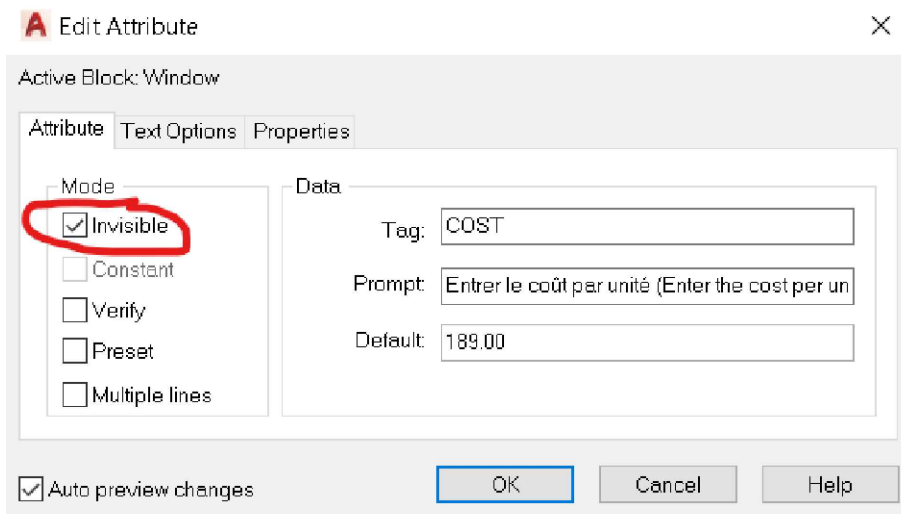 Edit Attribute
Active Block: Window
Attribute Text Options Properties
Mode
Invisible
Constant
Verify
Preset
Multiple lines
Data
Tag: COST
Prompt: Entrer le coût par unité (Enter the cost per un
Default: 189.00
Auto preview changes
OK Cancel Help